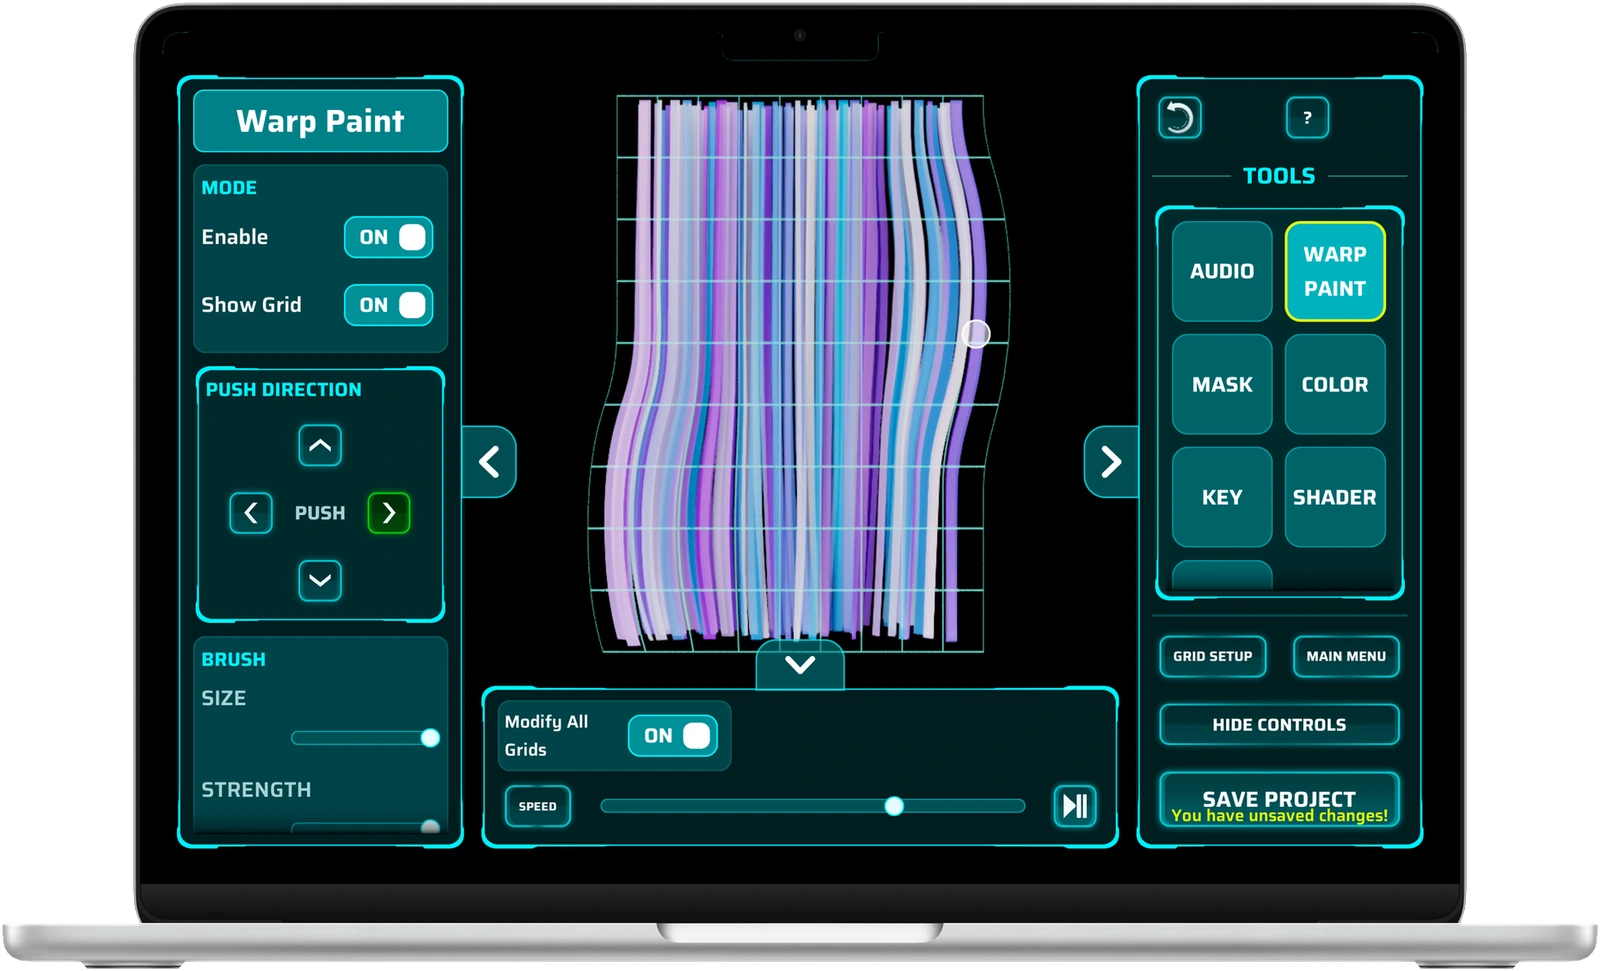 Warp Paint
MODE
Enable
ON
Show Grid
ON
PUSH DIRECTION
PUSH
BRUSH
SIZE
STRENGTH
Modify All
Grids
ON
SPEED
?
TOOLS
AUDIO
WARP
PAINT
MASK
COLOR
KEY
SHADER
GRID SETUP
MAIN MENU
HIDE CONTROLS
SAVE PROJECT
You have unsaved changes!